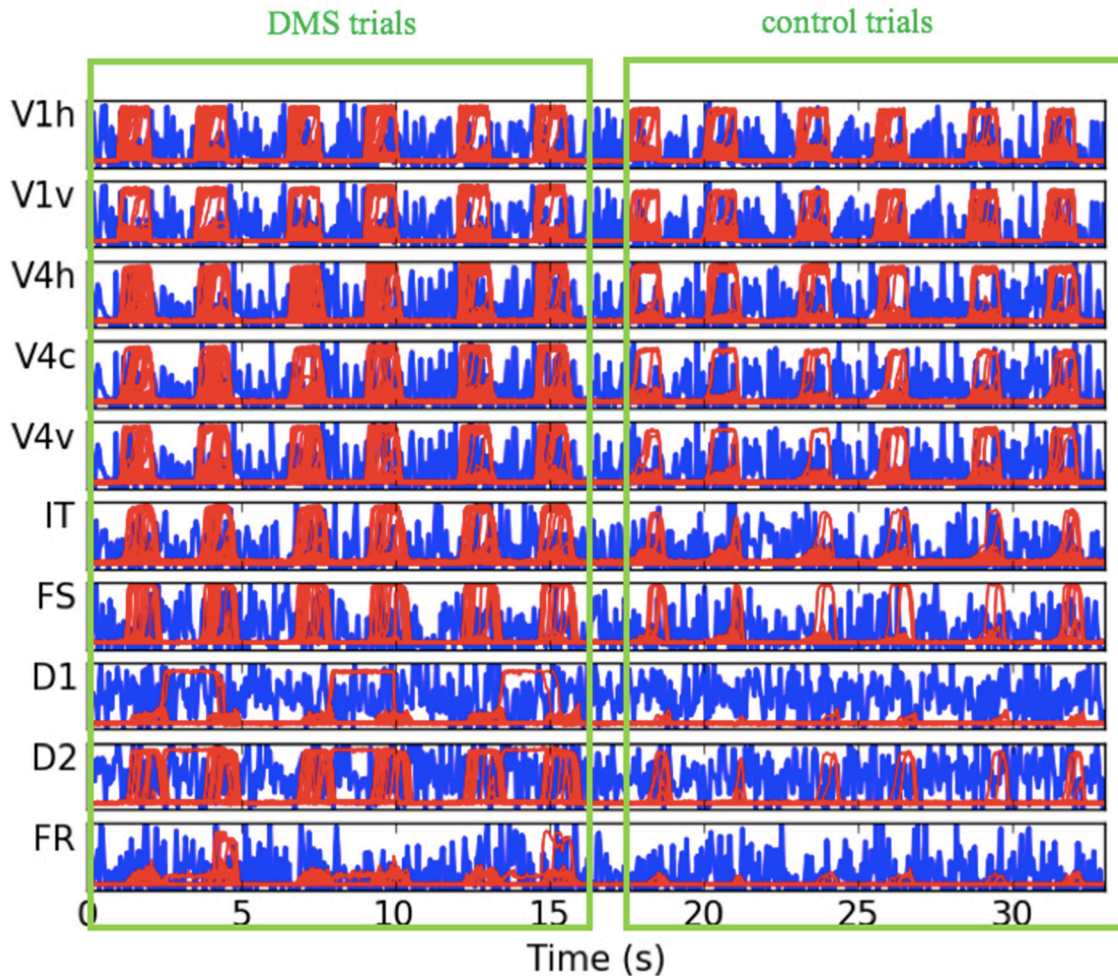 DMS trials
control trials
V1h
V1v
V4h
V4c
V4v
IT
FS
D1
D2
FR
0 5 10 15 20 25 30
Time (s)